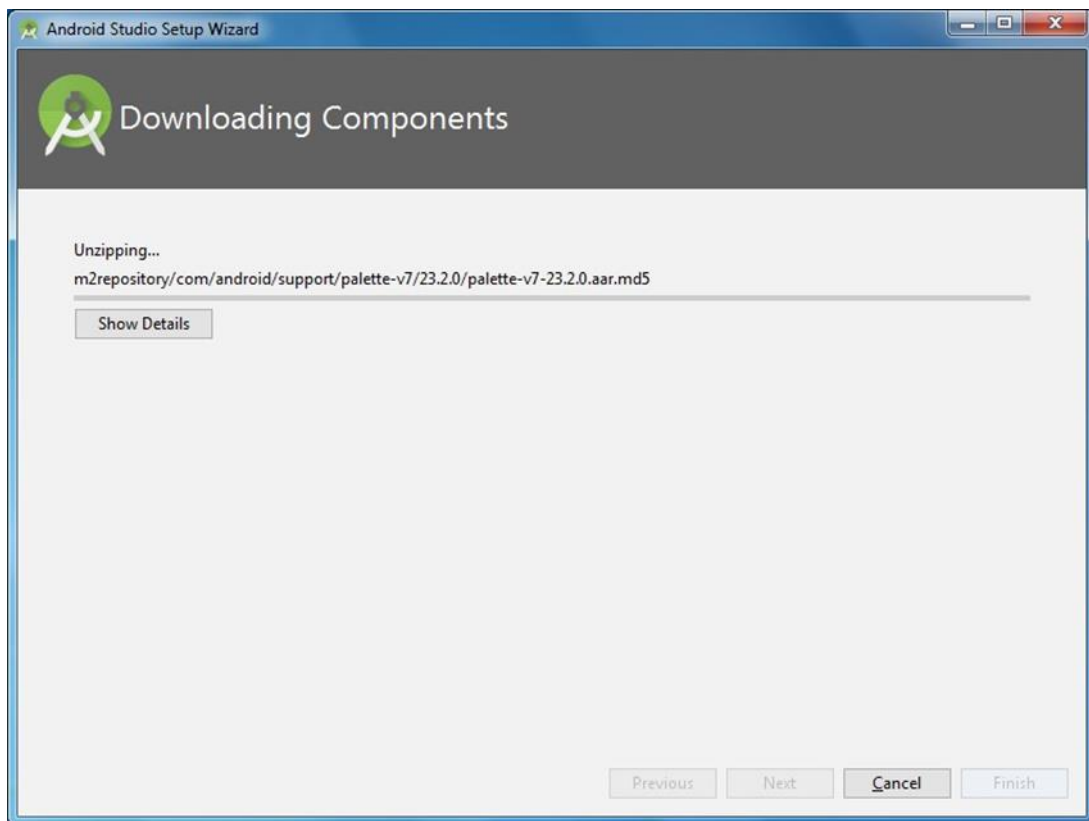 Android Studio Setup Wizard
Downloading Components
Unzipping...
m2repository/com/android/support/palette-v7/23.2.0/palette-v7-23.2.0.aar.md5
Show Details
Previous Next Cancel Finish